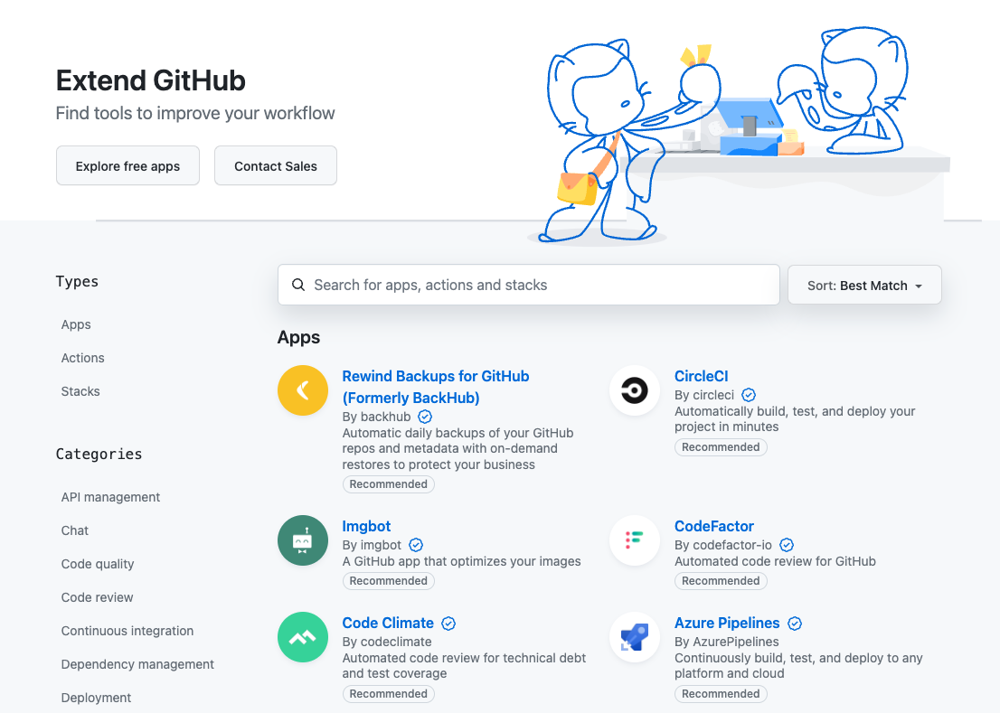 Extend GitHub
Find tools to improve your workflow
Explore free apps
Contact Sales
Types
Apps
Actions
Stacks
Categories
API management
Chat
Code quality
Code review
Continuous integration
Dependency management
Deployment
Search for apps, actions and stacks
Sort: Best Match
Apps
Rewind Backups for GitHub
(Formerly BackHub)
By backhub
Automatic daily backups of your GitHub
repos and metadata with on-demand
restores to protect your business
Recommended
CircleCI
By circleci
Automatically build, test, and deploy your
project in minutes
Recommended
Imgbot
By imgbot
A GitHub app that optimizes your images
Recommended
CodeFactor
By codefactor-io
Automated code review for GitHub
Recommended
Code Climate
By codeclimate
Automated code review for technical debt
and test coverage
Recommended
Azure Pipelines
By AzurePipelines
Continuously build, test, and deploy to any
platform and cloud
Recommended